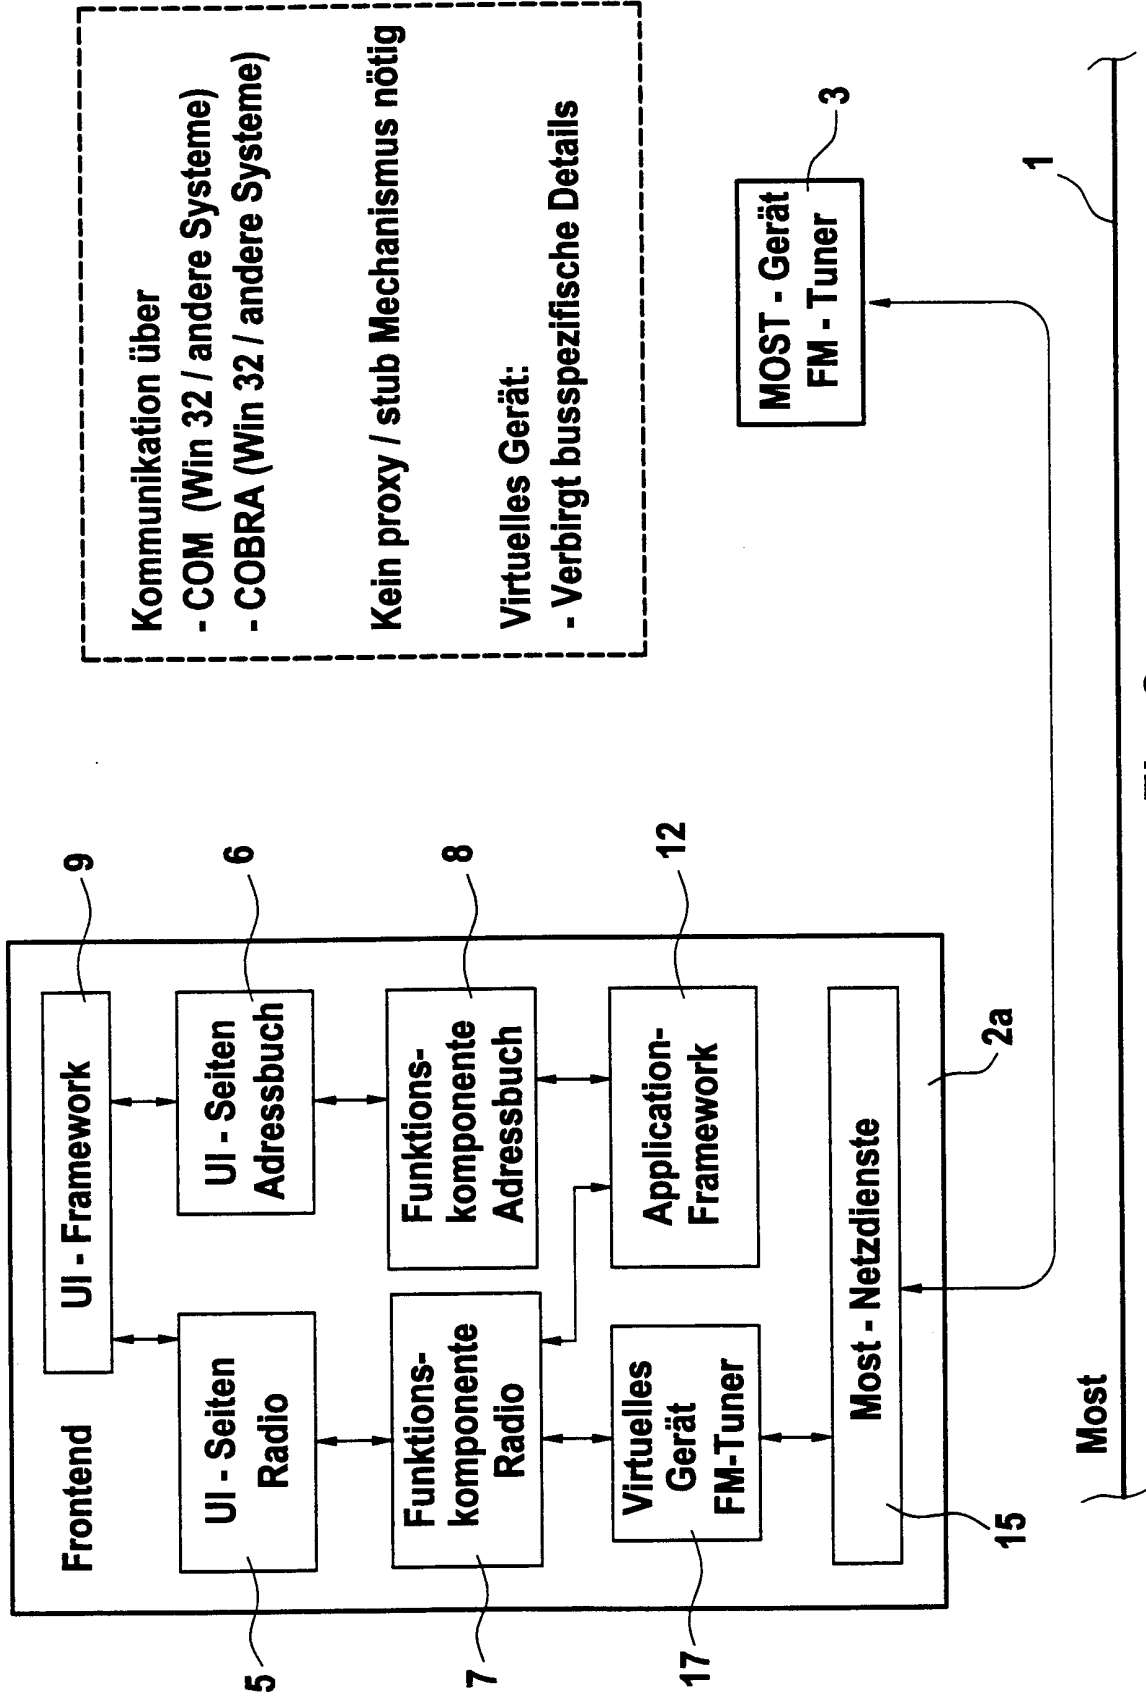 Frontend
UI - Framework
9
UI - Seiten
Radio
5
UI - Seiten
Adressbuch
6
Funktions-
komponente
Radio
7
Funktions-
komponente
Adressbuch
8
Virtuelles
Gerät
FM-Tuner
17
Application-
Framework
12
Most - Netzdienste
15
2a
Kommunikation über
- COM (Win 32 / andere Systeme)
- COBRA (Win 32 / andere Systeme)
Kein proxy / stub Mechanismus nötig
Virtuelles Gerät:
- Verbirgt busspezifische Details
MOST - Gerät
FM - Tuner
3
Most
1